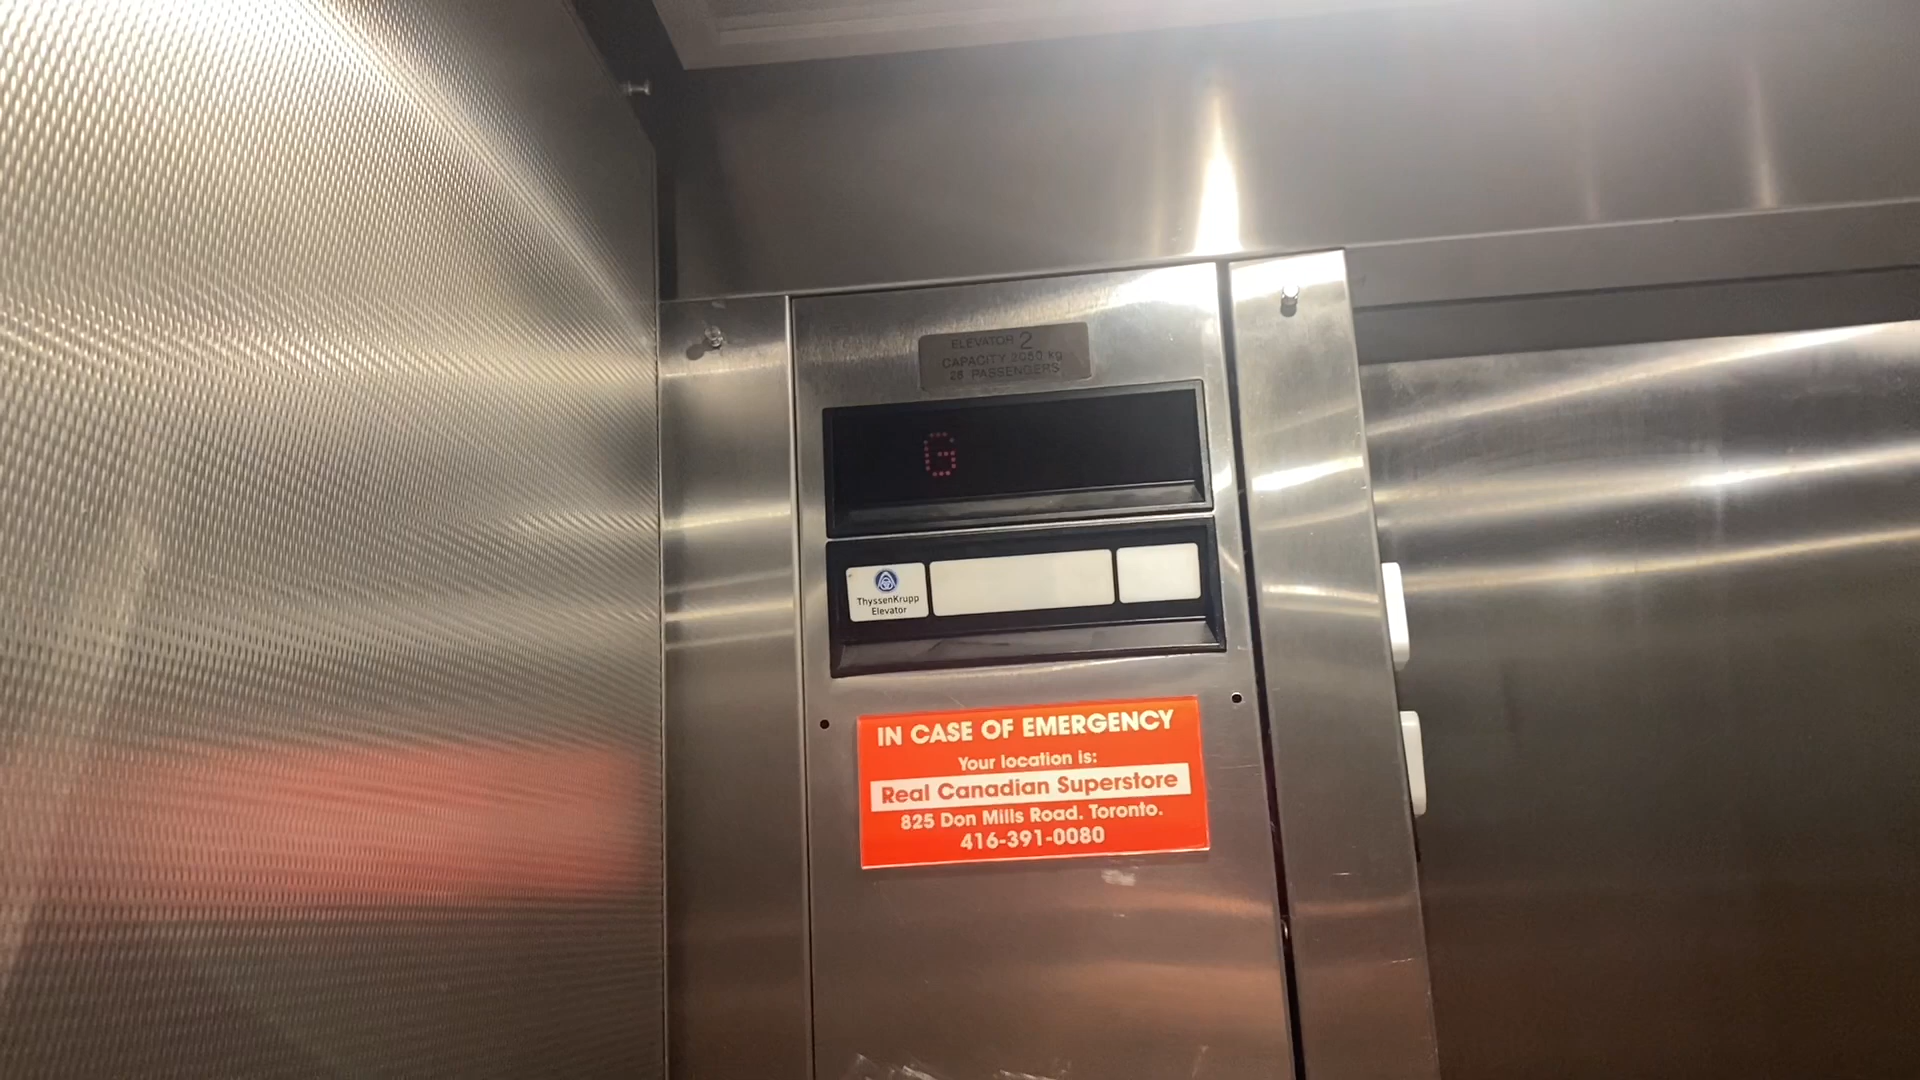 ELEVATOR 2
CAPACITY 2050 kg
28 PASSENGERS
G
ThyssenKrupp
Elevator
IN CASE OF EMERGENCY
Your location is:
Real Canadian Superstore
825 Don Mills Road. Toronto.
416-391-0080